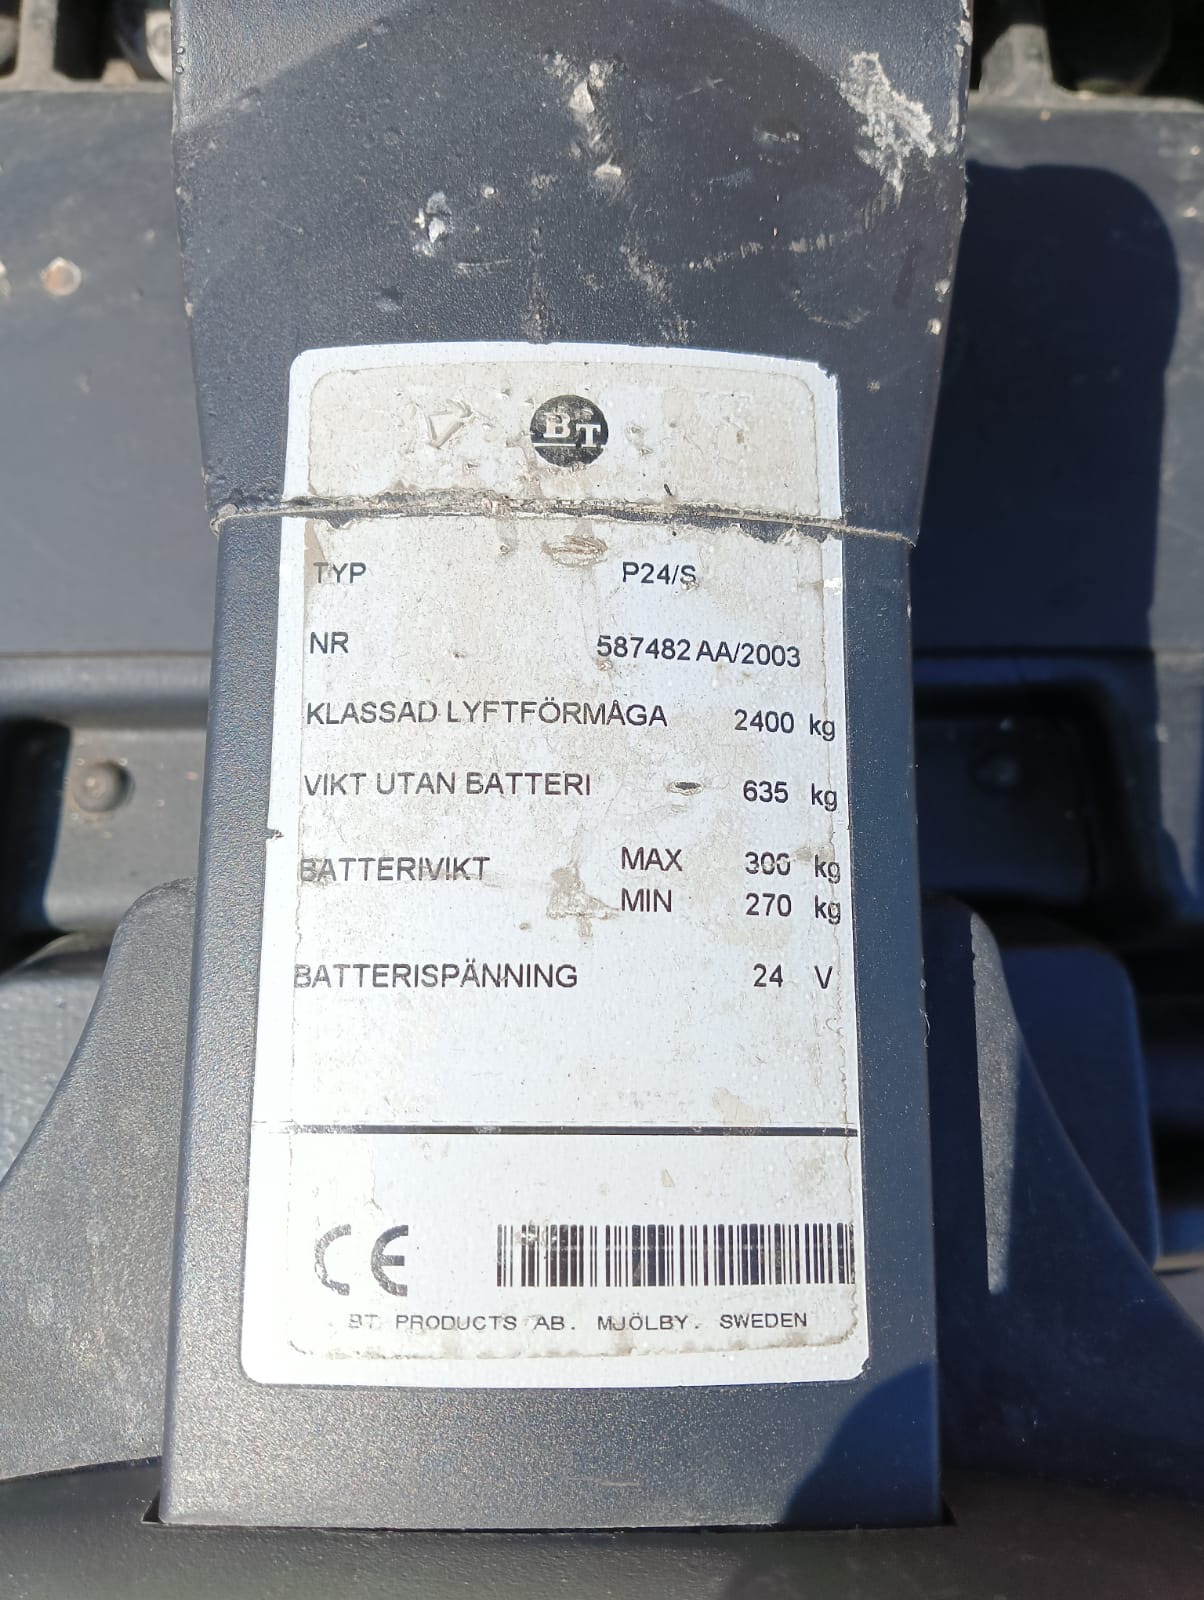 BT
TYP P24/S
NR 587482 AA/2003
KLASSAD LYFTFÖRMÅGA 2400 kg
VIKT UTAN BATTERI 635 kg
BATTERIVIKT MAX 300 kg
MIN 270 kg
BATTERISPÄNNING 24 V
CE
BT PRODUCTS AB. MJÖLBY. SWEDEN